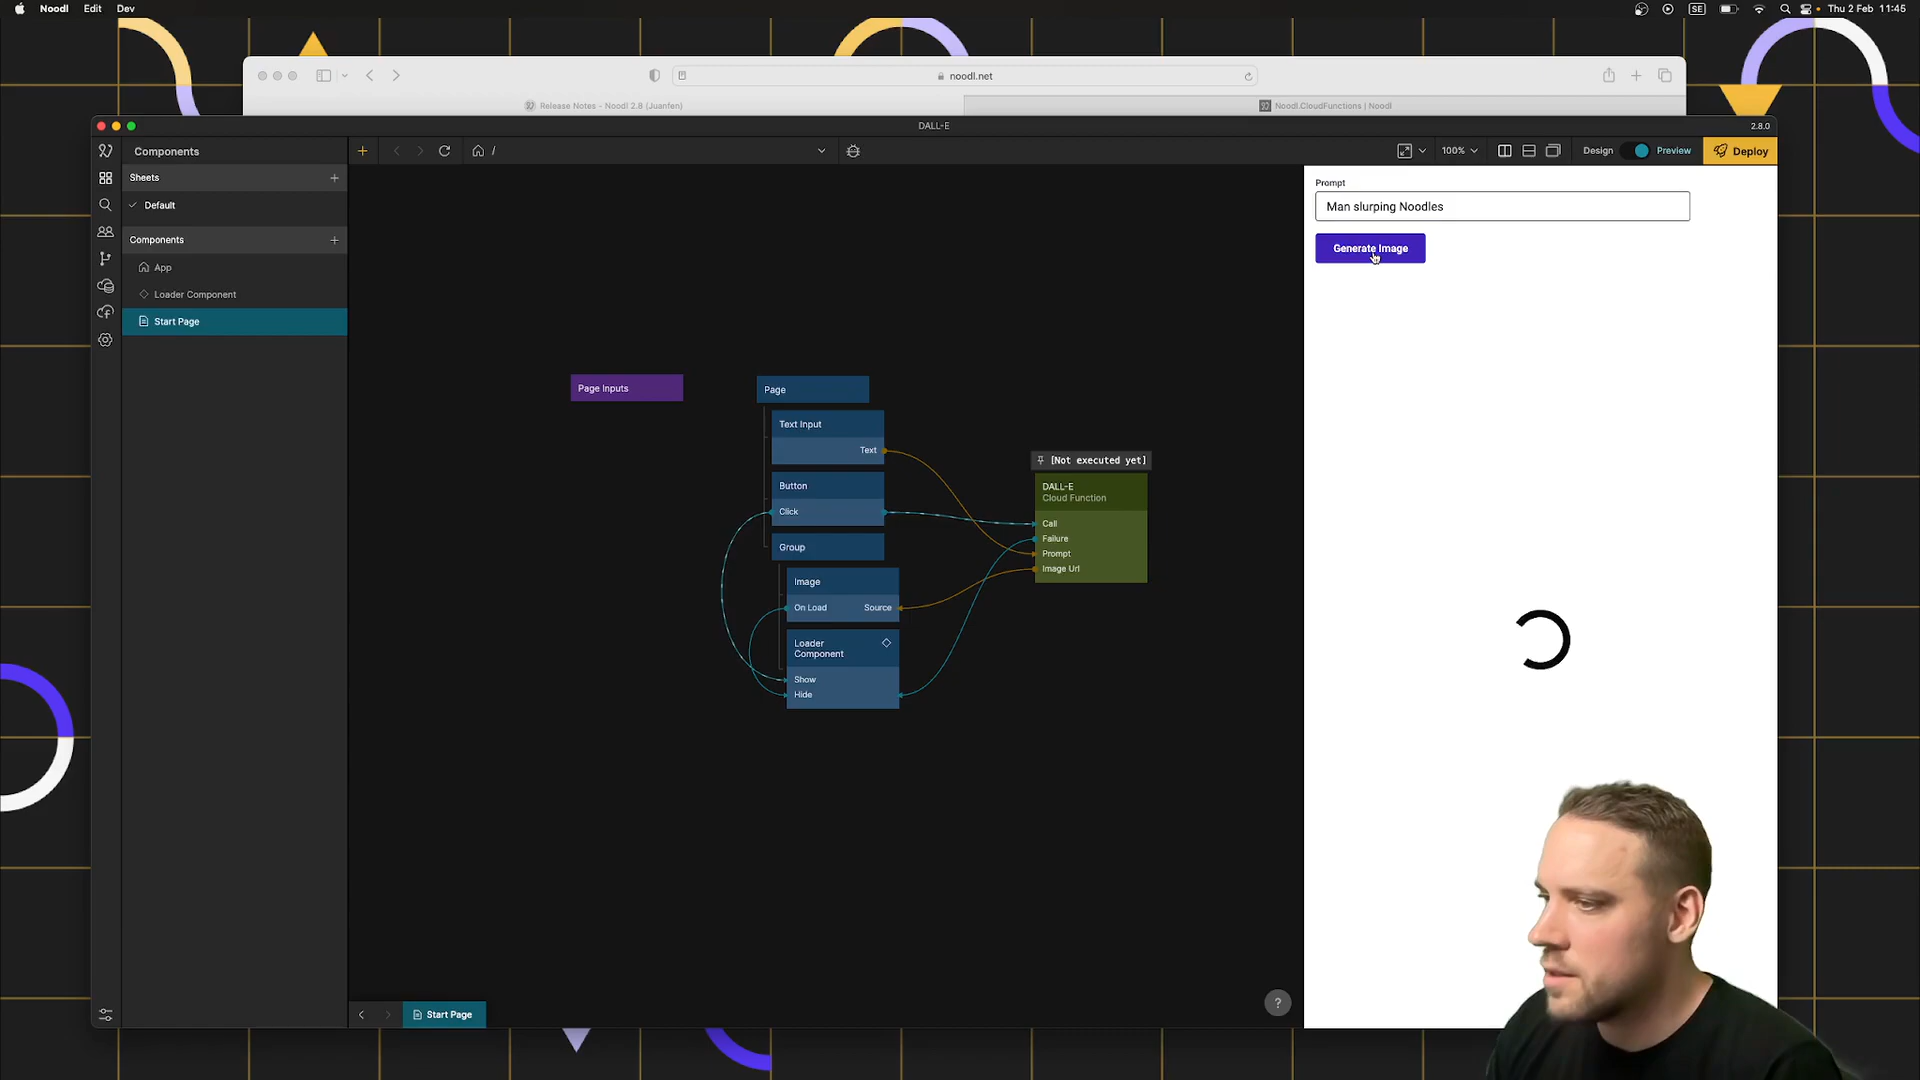 Noodl Edit Dev
SE Thu 2 Feb 11:45
noodl.net
Release Notes - Noodl 2.8 (Juanfen)
Noodl.CloudFunctions | Noodl
DALL-E
2.8.0
Components
/
100%
Design Preview Deploy
Sheets
Default
Components
App
Loader Component
Start Page
Page Inputs
Page
Text Input
Text
Button
Click
Group
Image
On Load Source
Loader
Component
Show
Hide
[Not executed yet]
DALL-E
Cloud Function
Call
Failure
Prompt
Image Url
Prompt
Man slurping Noodles
Generate Image
?
Start Page